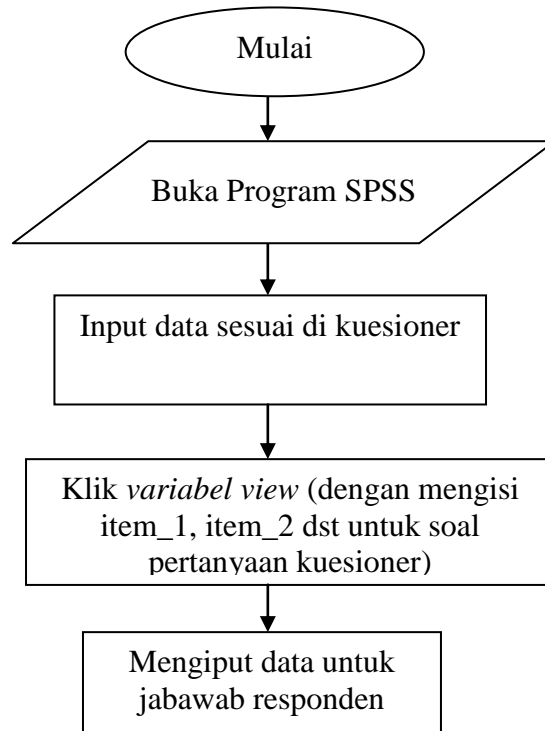 Mulai
Buka Program SPSS
Input data sesuai di kuesioner
Klik variabel view (dengan mengisi
item_1, item_2 dst untuk soal
pertanyaan kuesioner)
Mengiput data untuk
jabawab responden